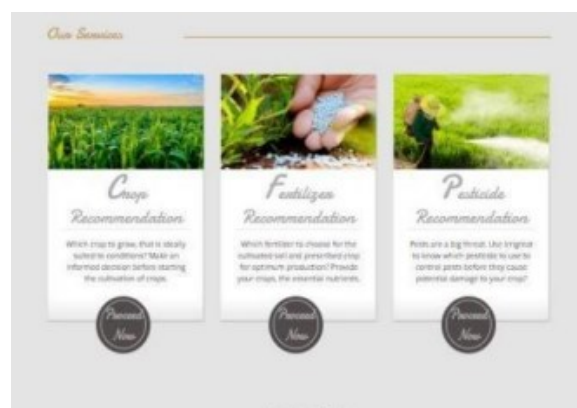 Our Services
Crop
Recommendation
Which crop to grow, that is ideally
suited to conditions? Make an
informed decision before starting
the cultivation of crops.
Proceed
Now
Fertilizer
Recommendation
Which fertilizer to choose for the
cultivated soil and prescribed crop
for optimum production? Provide
your crops, the essential nutrients.
Proceed
Now
Pesticide
Recommendation
Pests are a big threat. Use
to know which pesticide to use to
control pests before they cause
potential damage to your crop?
Proceed
Now